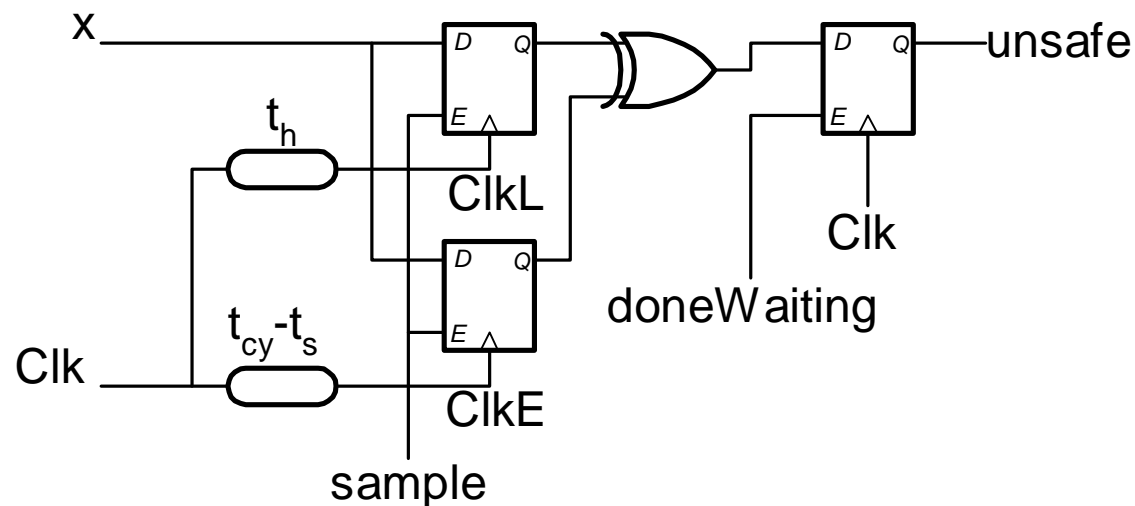 x
D Q
E
ClkL
t_h
D Q
E
ClkE
t_cy-t_s
Clk
sample
D Q
E
Clk
doneWaiting
unsafe